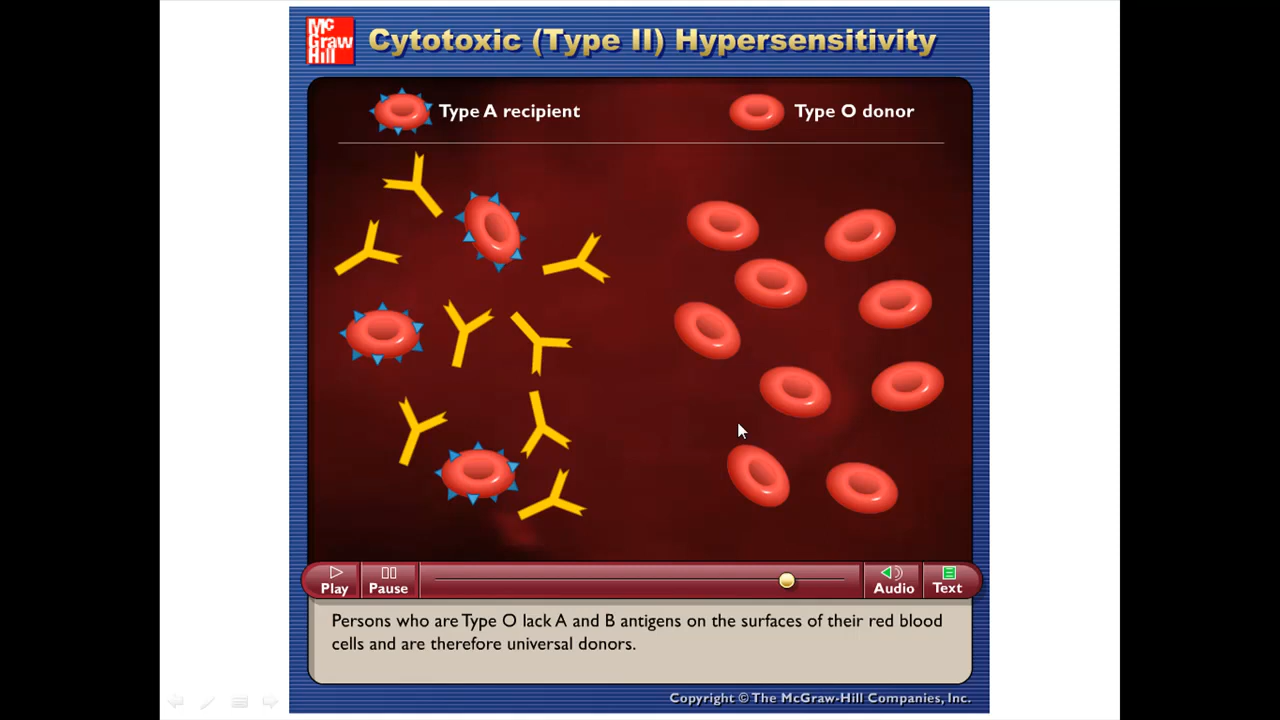 Mc
Graw
Hill
Cytotoxic (Type II) Hypersensitivity
Type A recipient
Type O donor
Play
Pause
Audio
Text
Persons who are Type O lack A and B antigens on the surfaces of their red blood
cells and are therefore universal donors.
Copyright © The McGraw-Hill Companies, Inc.